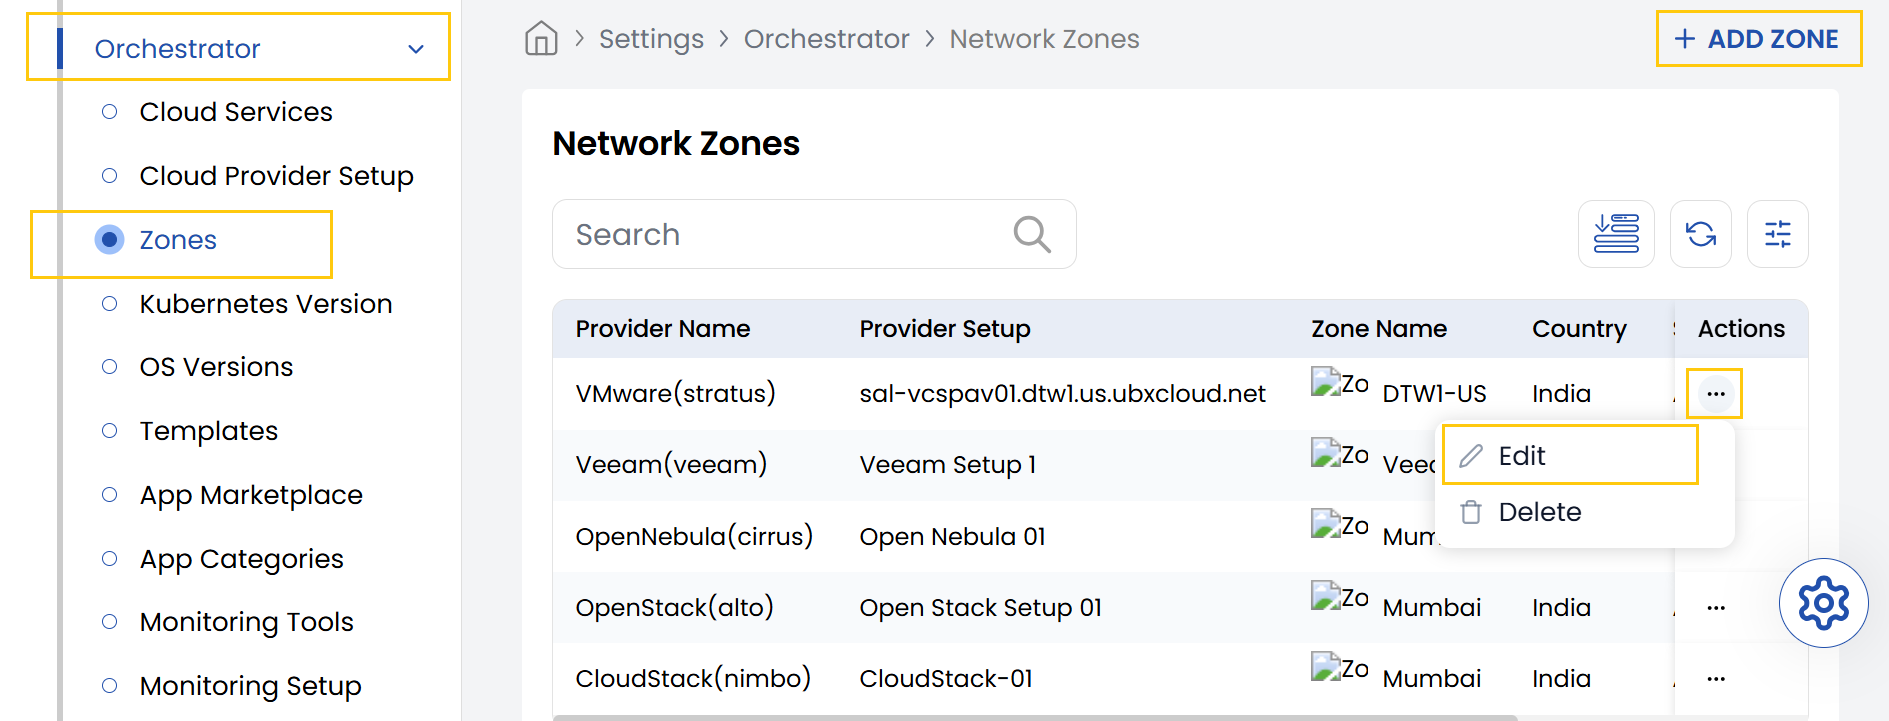 Orchestrator
Cloud Services
Cloud Provider Setup
Zones
Kubernetes Version
OS Versions
Templates
App Marketplace
App Categories
Monitoring Tools
Monitoring Setup
Settings > Orchestrator > Network Zones
+ ADD ZONE
Network Zones
Search
Provider Name Provider Setup Zone Name Country Actions
VMware(stratus) sal-vcspav01.dtw1.us.ubxcloud.net Zo DTW1-US India
Veeam(veeam) Veeam Setup 1 Zo
Edit
Delete
OpenNebula(cirrus) Open Nebula 01 Zo
OpenStack(alto) Open Stack Setup 01 Zo Mumbai India
CloudStack(nimbo) CloudStack-01 Zo Mumbai India